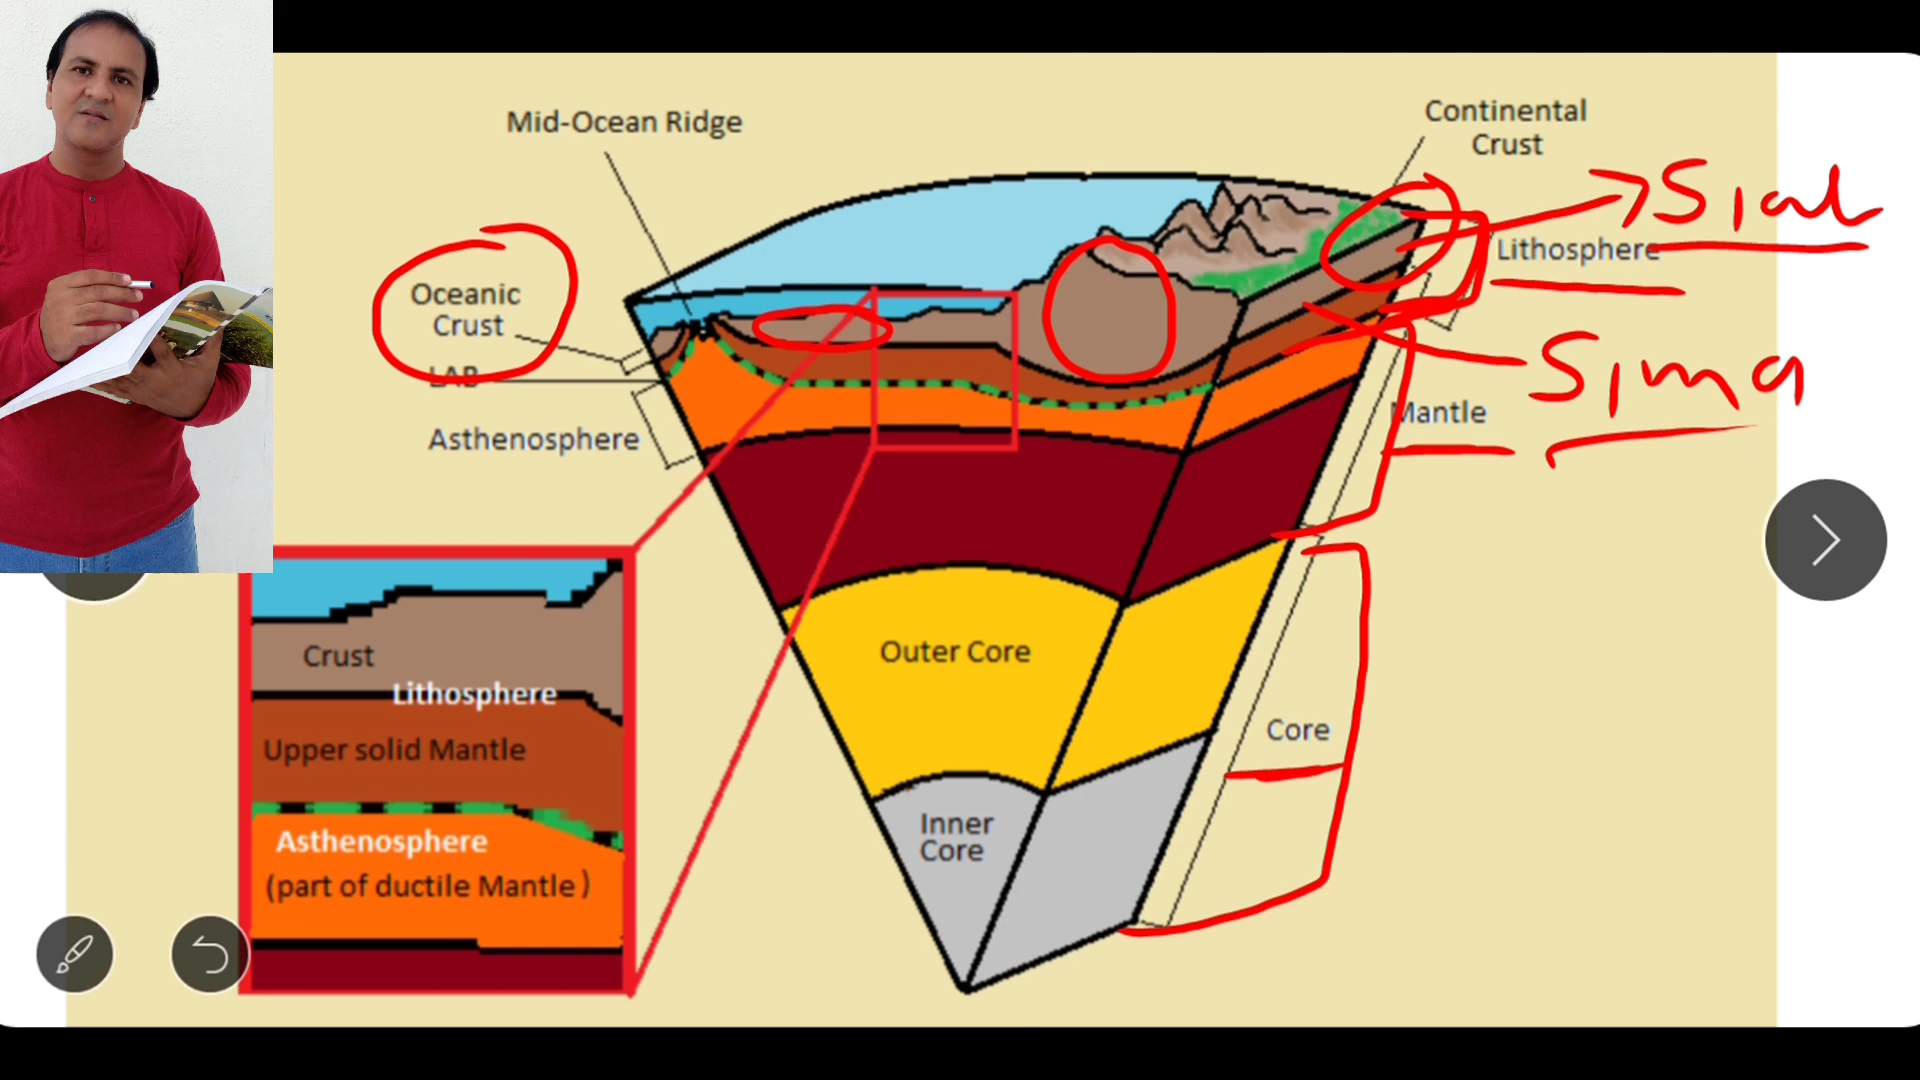 Mid-Ocean Ridge
Continental
Crust
Sial
Lithosphere
Oceanic
Crust
LAB
Sima
Mantle
Asthenosphere
Crust
Lithosphere
Upper solid Mantle
Asthenosphere
(part of ductile Mantle)
Outer Core
Core
Inner
Core